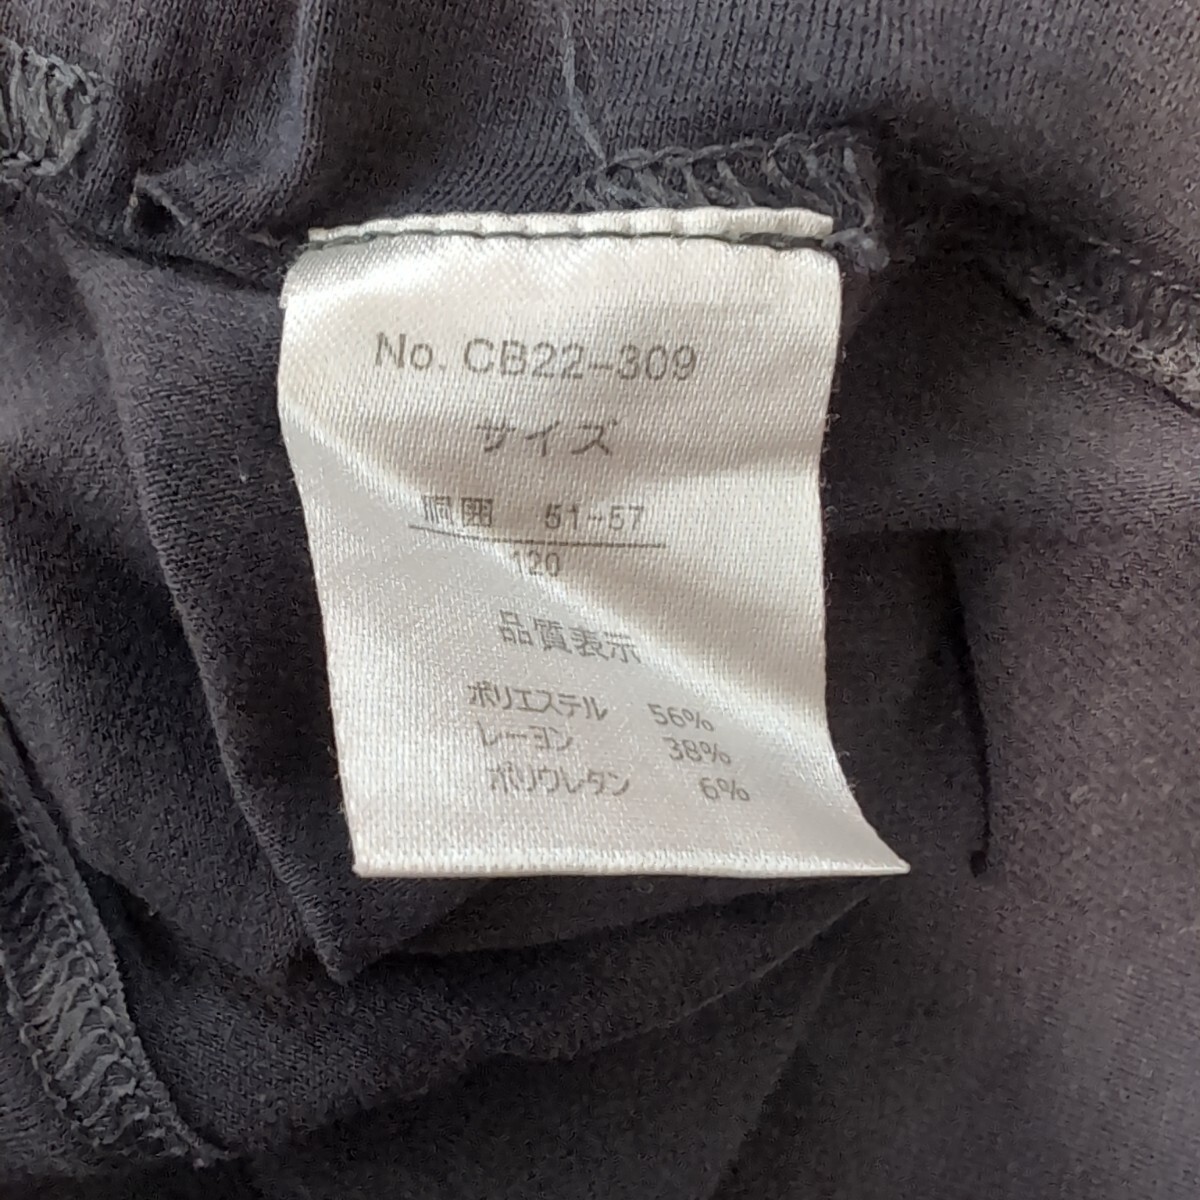 No. CB22-309
サイズ
胴囲 51-57
120
品質表示
ポリエステル 56%
レーヨン 38%
ポリウレタン 6%